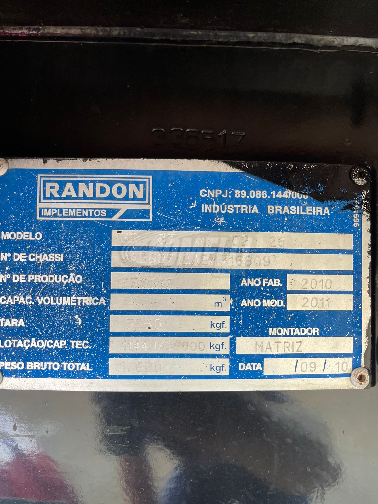 RANDON
IMPLEMENTOS
CNPJ: 89.086.144/00
INDÚSTRIA BRASILEIRA
MODELO
Nº DE CHASSI
Nº DE PRODUÇÃO ANO FAB. 2010
CAPAC. VOLUMÉTRICA m³ ANO MOD. 2011
TARA kgf. MONTADOR
LOTAÇÃO/CAP. TEC. kgf. MATRIZ
PESO BRUTO TOTAL kgf. DATA /09/10